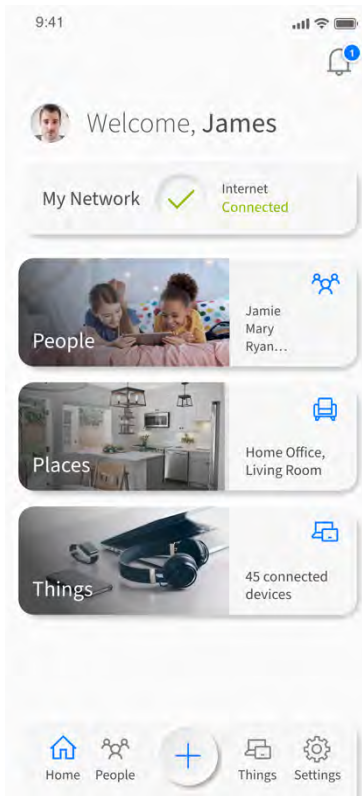 9:41
1
Welcome, James
My Network
Internet
Connected
People
Jamie
Mary
Ryan...
Places
Home Office,
Living Room
Things
45 connected
devices
Home
People
Things
Settings